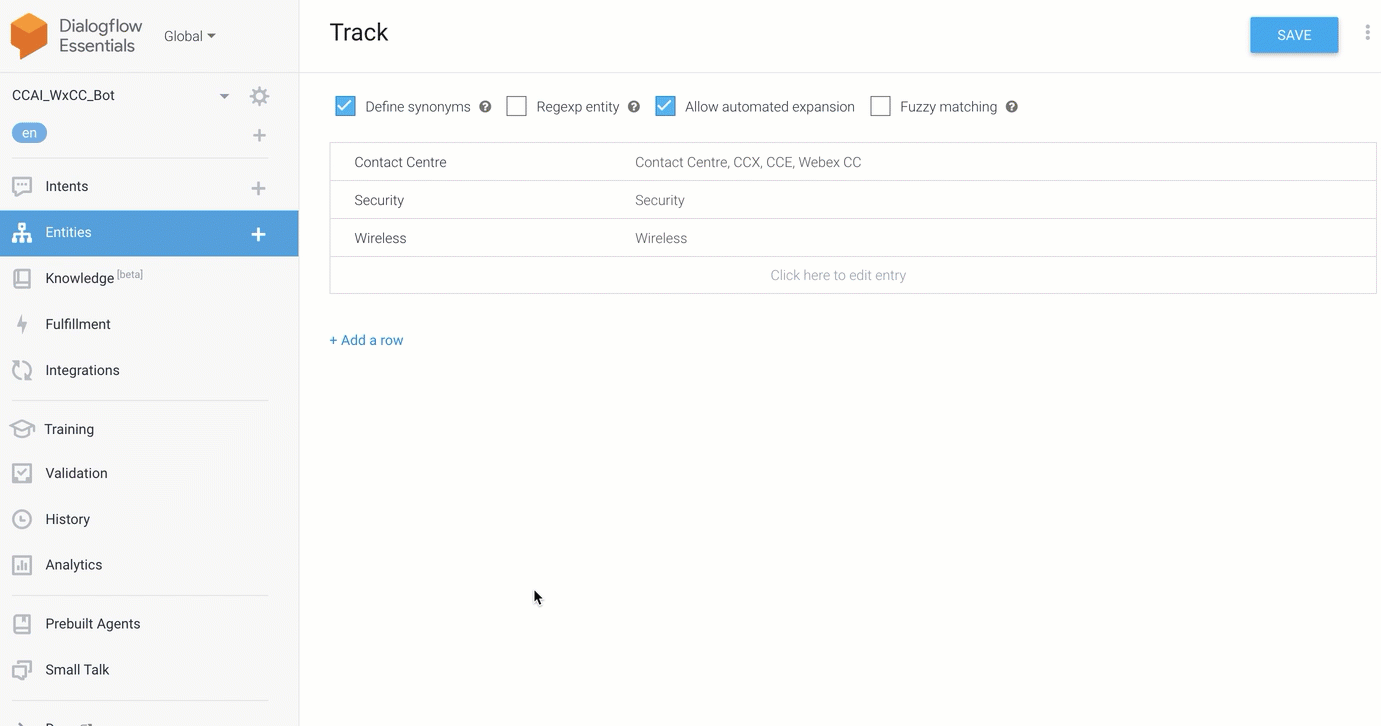 Dialogflow
Essentials
Global
Track
SAVE
CCAI_WxCC_Bot
en
Define synonyms
Regexp entity
Allow automated expansion
Fuzzy matching
Contact Centre
Contact Centre, CCX, CCE, Webex CC
Security
Security
Wireless
Wireless
Click here to edit entry
+ Add a row
Intents
Entities
Knowledge [beta]
Fulfillment
Integrations
Training
Validation
History
Analytics
Prebuilt Agents
Small Talk